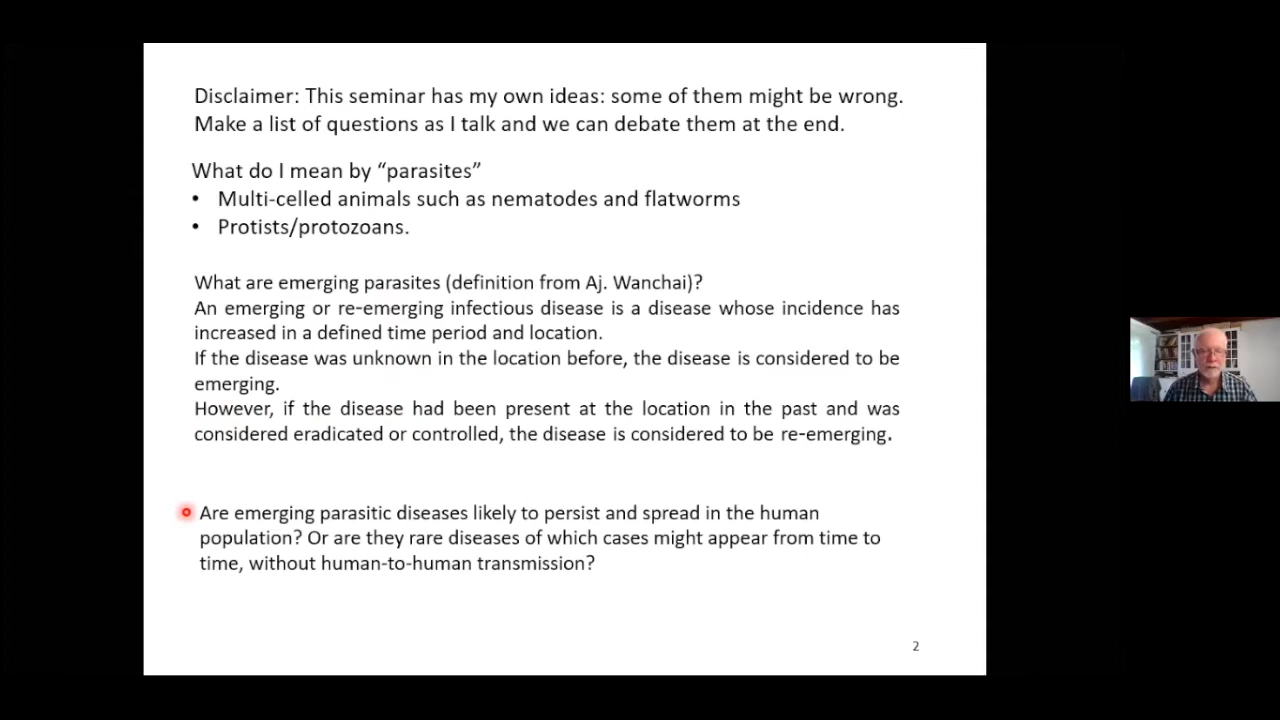 Disclaimer: This seminar has my own ideas: some of them might be wrong.
Make a list of questions as I talk and we can debate them at the end.
What do I mean by “parasites”
• Multi-celled animals such as nematodes and flatworms
• Protists/protozoans.
What are emerging parasites (definition from Aj. Wanchai)?
An emerging or re-emerging infectious disease is a disease whose incidence has
increased in a defined time period and location.
If the disease was unknown in the location before, the disease is considered to be
emerging.
However, if the disease had been present at the location in the past and was
considered eradicated or controlled, the disease is considered to be re-emerging.
Are emerging parasitic diseases likely to persist and spread in the human
population? Or are they rare diseases of which cases might appear from time to
time, without human-to-human transmission?
2